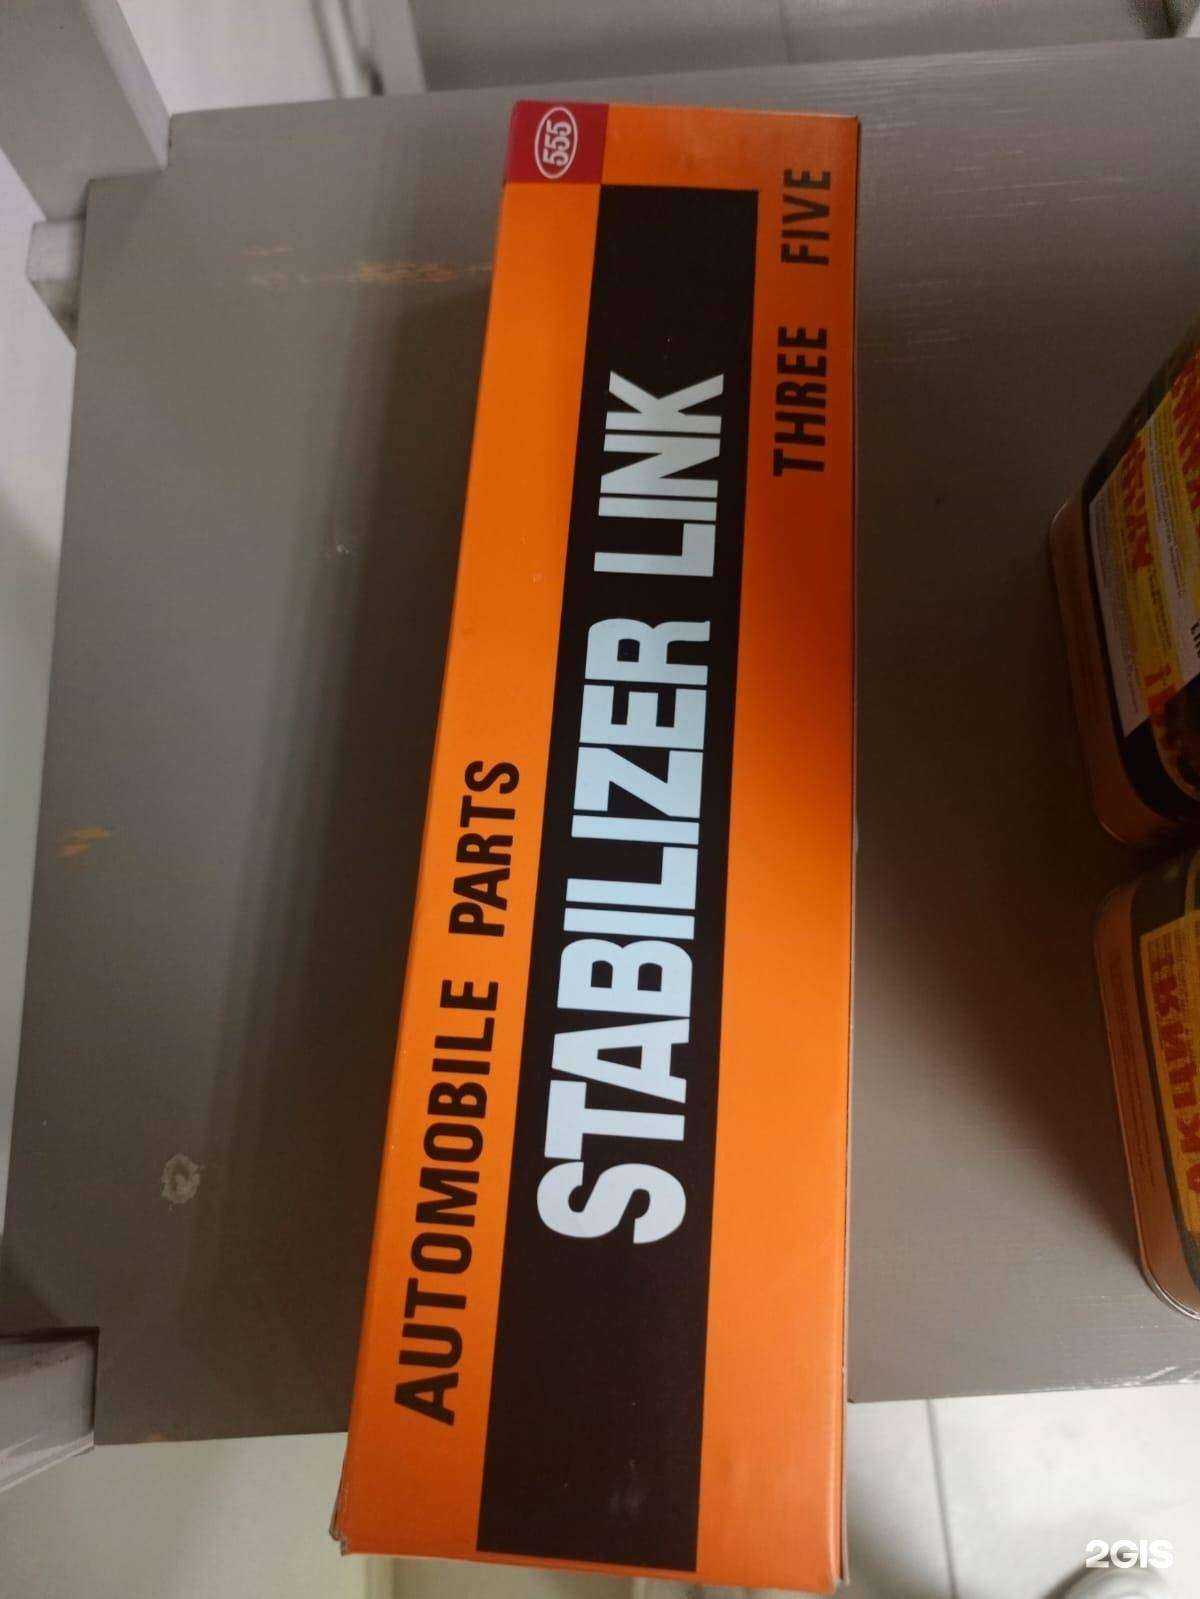 555
AUTOMOBILE PARTS
STABILIZER LINK
THREE FIVE
2GIS